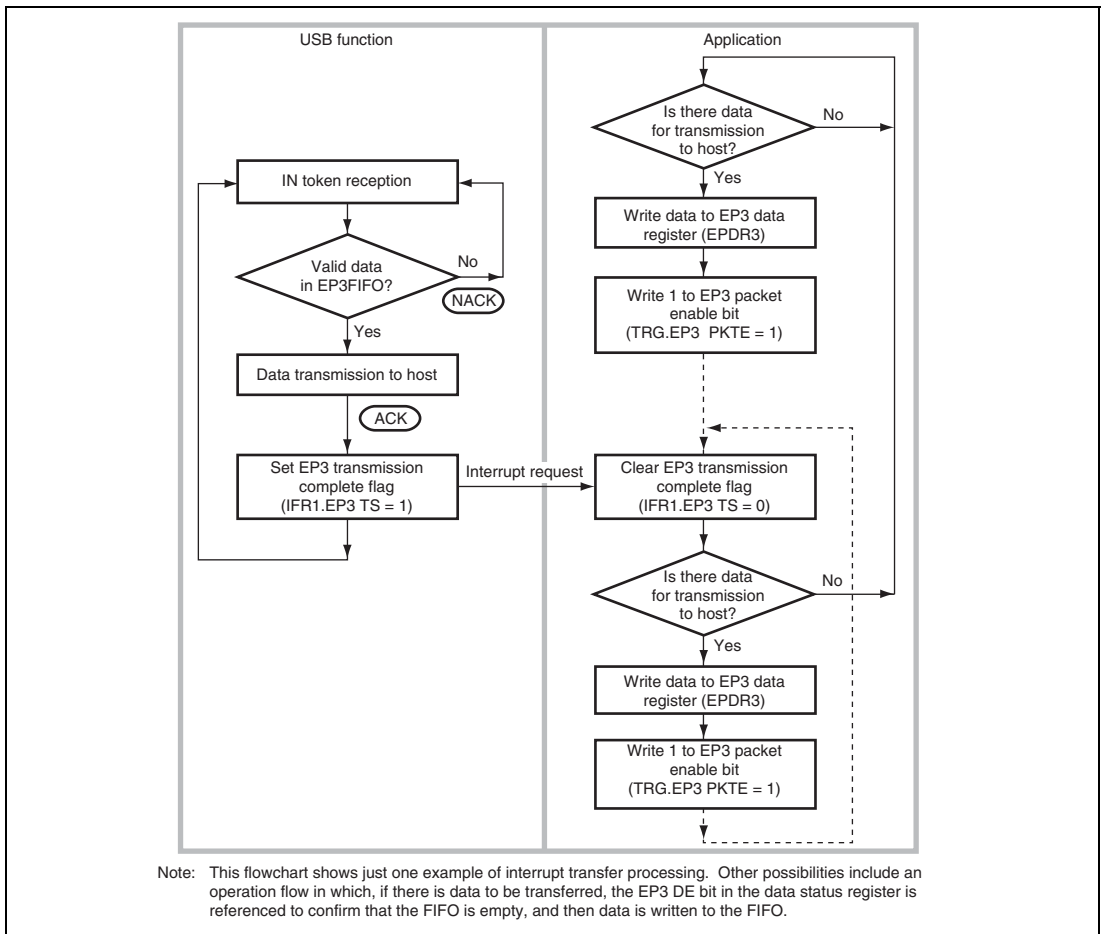 USB function
Application
IN token reception
Valid data
in EP3FIFO?
No
NACK
Yes
Data transmission to host
ACK
Set EP3 transmission
complete flag
(IFR1.EP3 TS = 1)
Interrupt request
Is there data
for transmission
to host?
No
Yes
Write data to EP3 data
register (EPDR3)
Write 1 to EP3 packet
enable bit
(TRG.EP3 PKTE = 1)
Clear EP3 transmission
complete flag
(IFR1.EP3 TS = 0)
Is there data
for transmission
to host?
No
Yes
Write data to EP3 data
register (EPDR3)
Write 1 to EP3 packet
enable bit
(TRG.EP3 PKTE = 1)
Note: This flowchart shows just one example of interrupt transfer processing. Other possibilities include an
operation flow in which, if there is data to be transferred, the EP3 DE bit in the data status register is
referenced to confirm that the FIFO is empty, and then data is written to the FIFO.